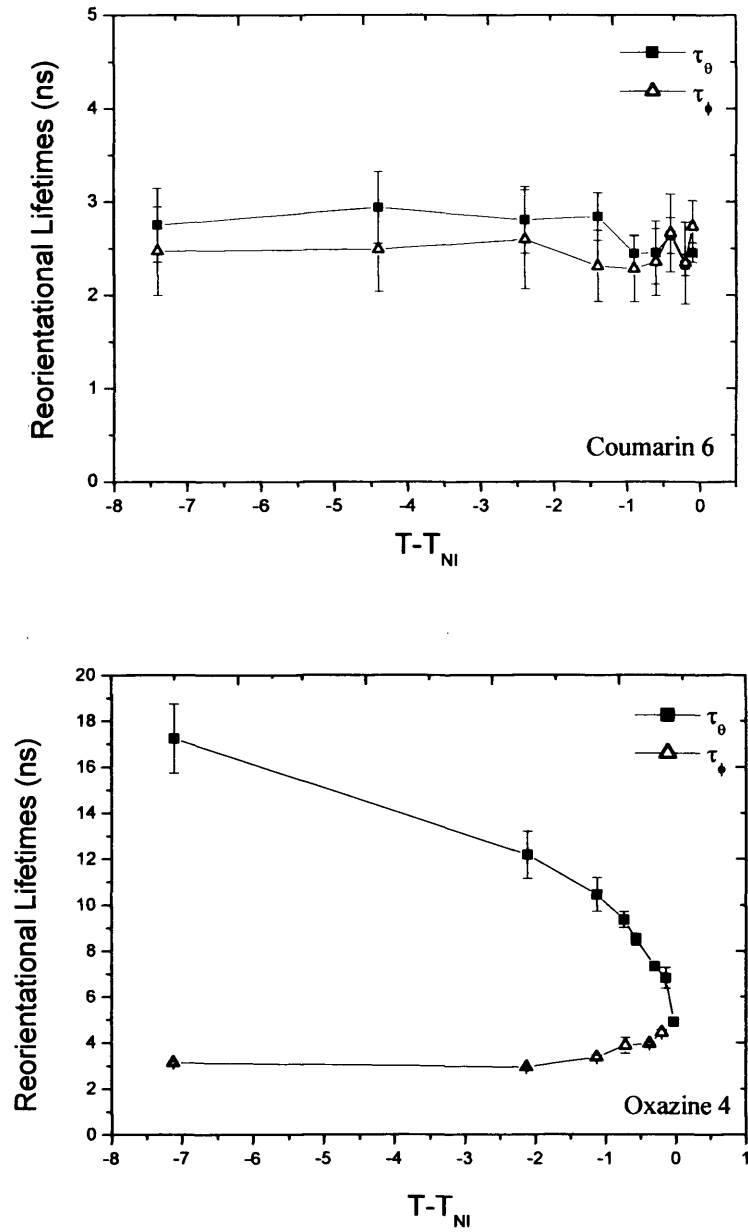 Reorientational Lifetimes (ns)
5
4
3
2
1
0
τθ
τϕ
Coumarin 6
-8 -7 -6 -5 -4 -3 -2 -1 0
T-TNI
Reorientational Lifetimes (ns)
20
18
16
14
12
10
8
6
4
2
0
τθ
τϕ
Oxazine 4
-8 -7 -6 -5 -4 -3 -2 -1 0 1
T-TNI